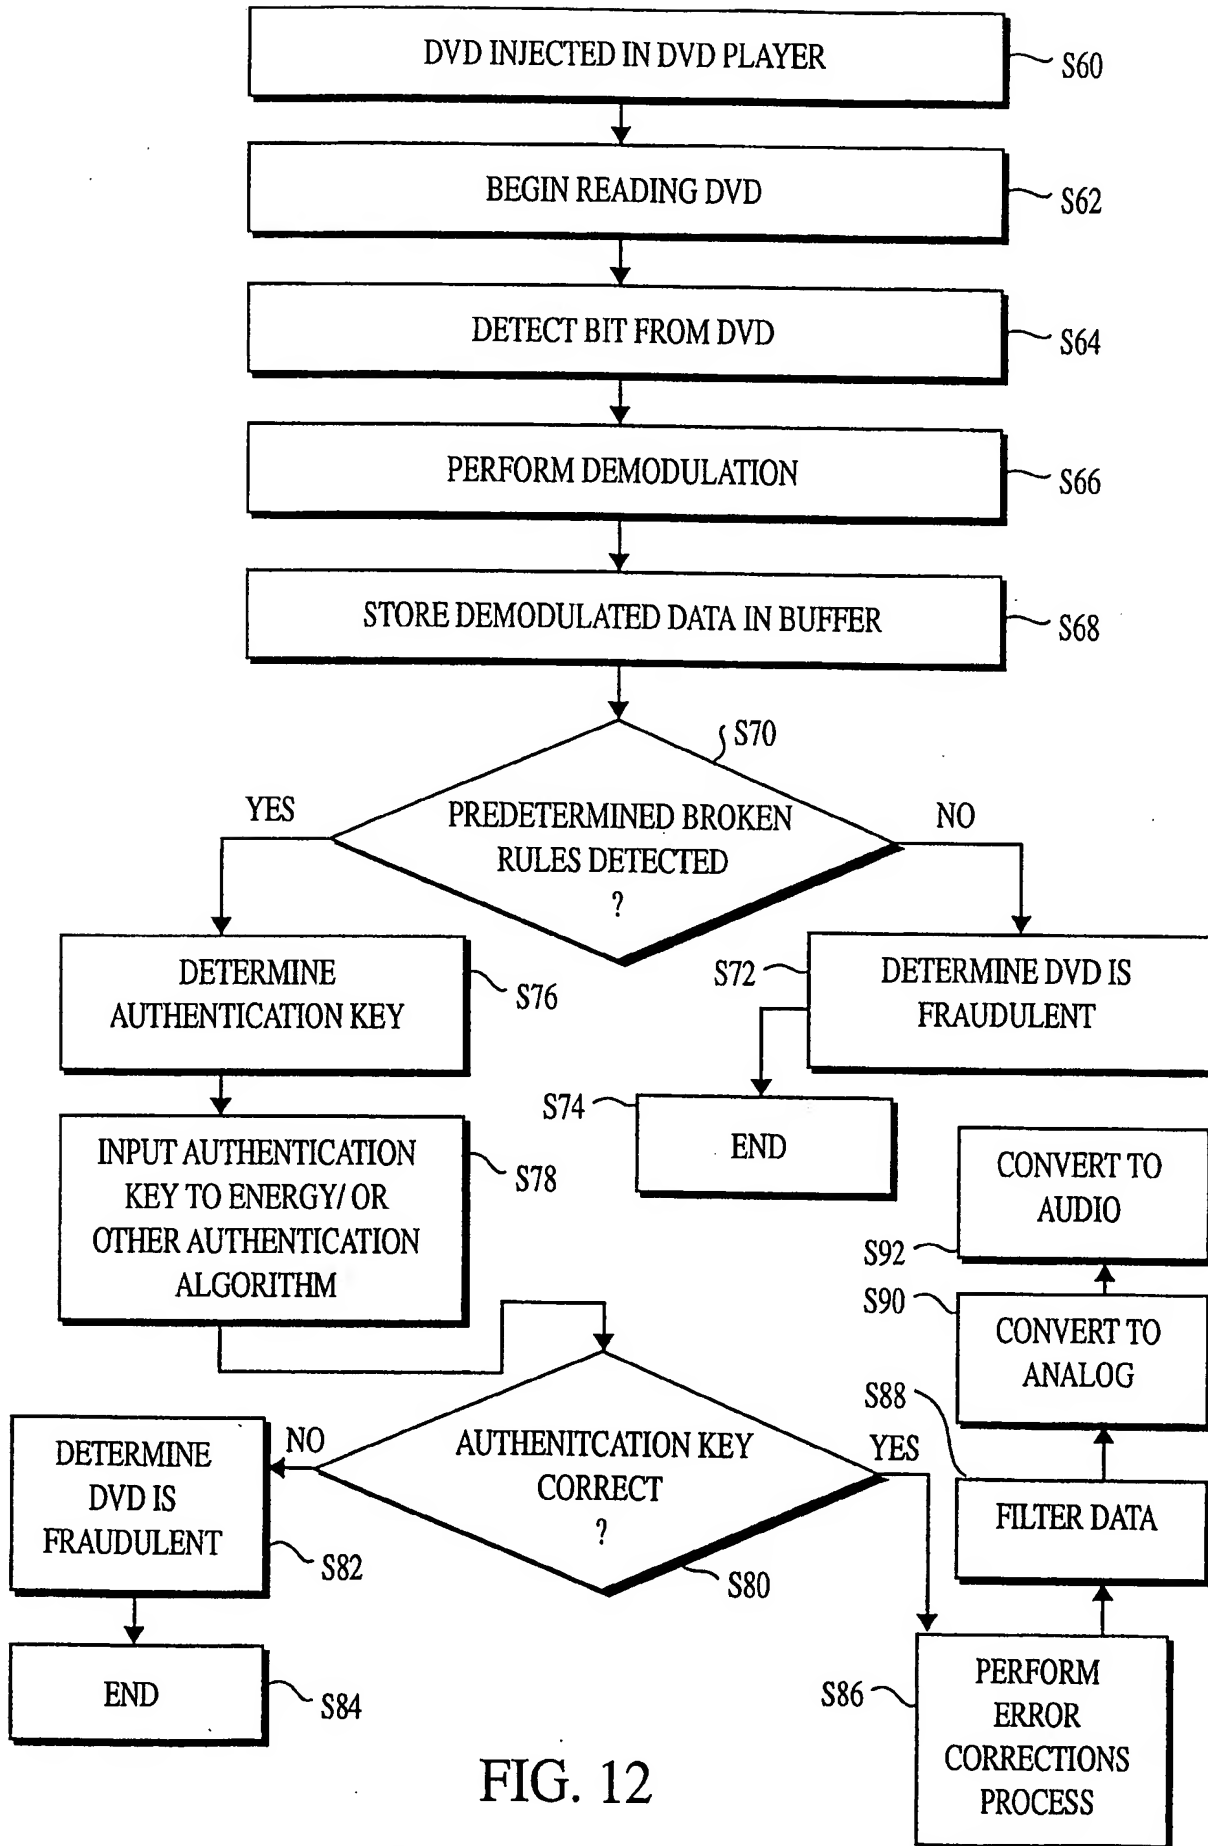 DVD INJECTED IN DVD PLAYER
S60
BEGIN READING DVD
S62
DETECT BIT FROM DVD
S64
PERFORM DEMODULATION
S66
STORE DEMODULATED DATA IN BUFFER
S68
S70
PREDETERMINED BROKEN
RULES DETECTED
?
YES
NO
DETERMINE
AUTHENTICATION KEY
S76
S72
DETERMINE DVD IS
FRAUDULENT
S74
END
INPUT AUTHENTICATION
KEY TO ENERGY/ OR
OTHER AUTHENTICATION
ALGORITHM
S78
AUTHENITCATION KEY
CORRECT
?
S80
NO
YES
DETERMINE
DVD IS
FRAUDULENT
S82
END
S84
S86
PERFORM
ERROR
CORRECTIONS
PROCESS
S88
FILTER DATA
S90
CONVERT TO
ANALOG
S92
CONVERT TO
AUDIO
FIG. 12